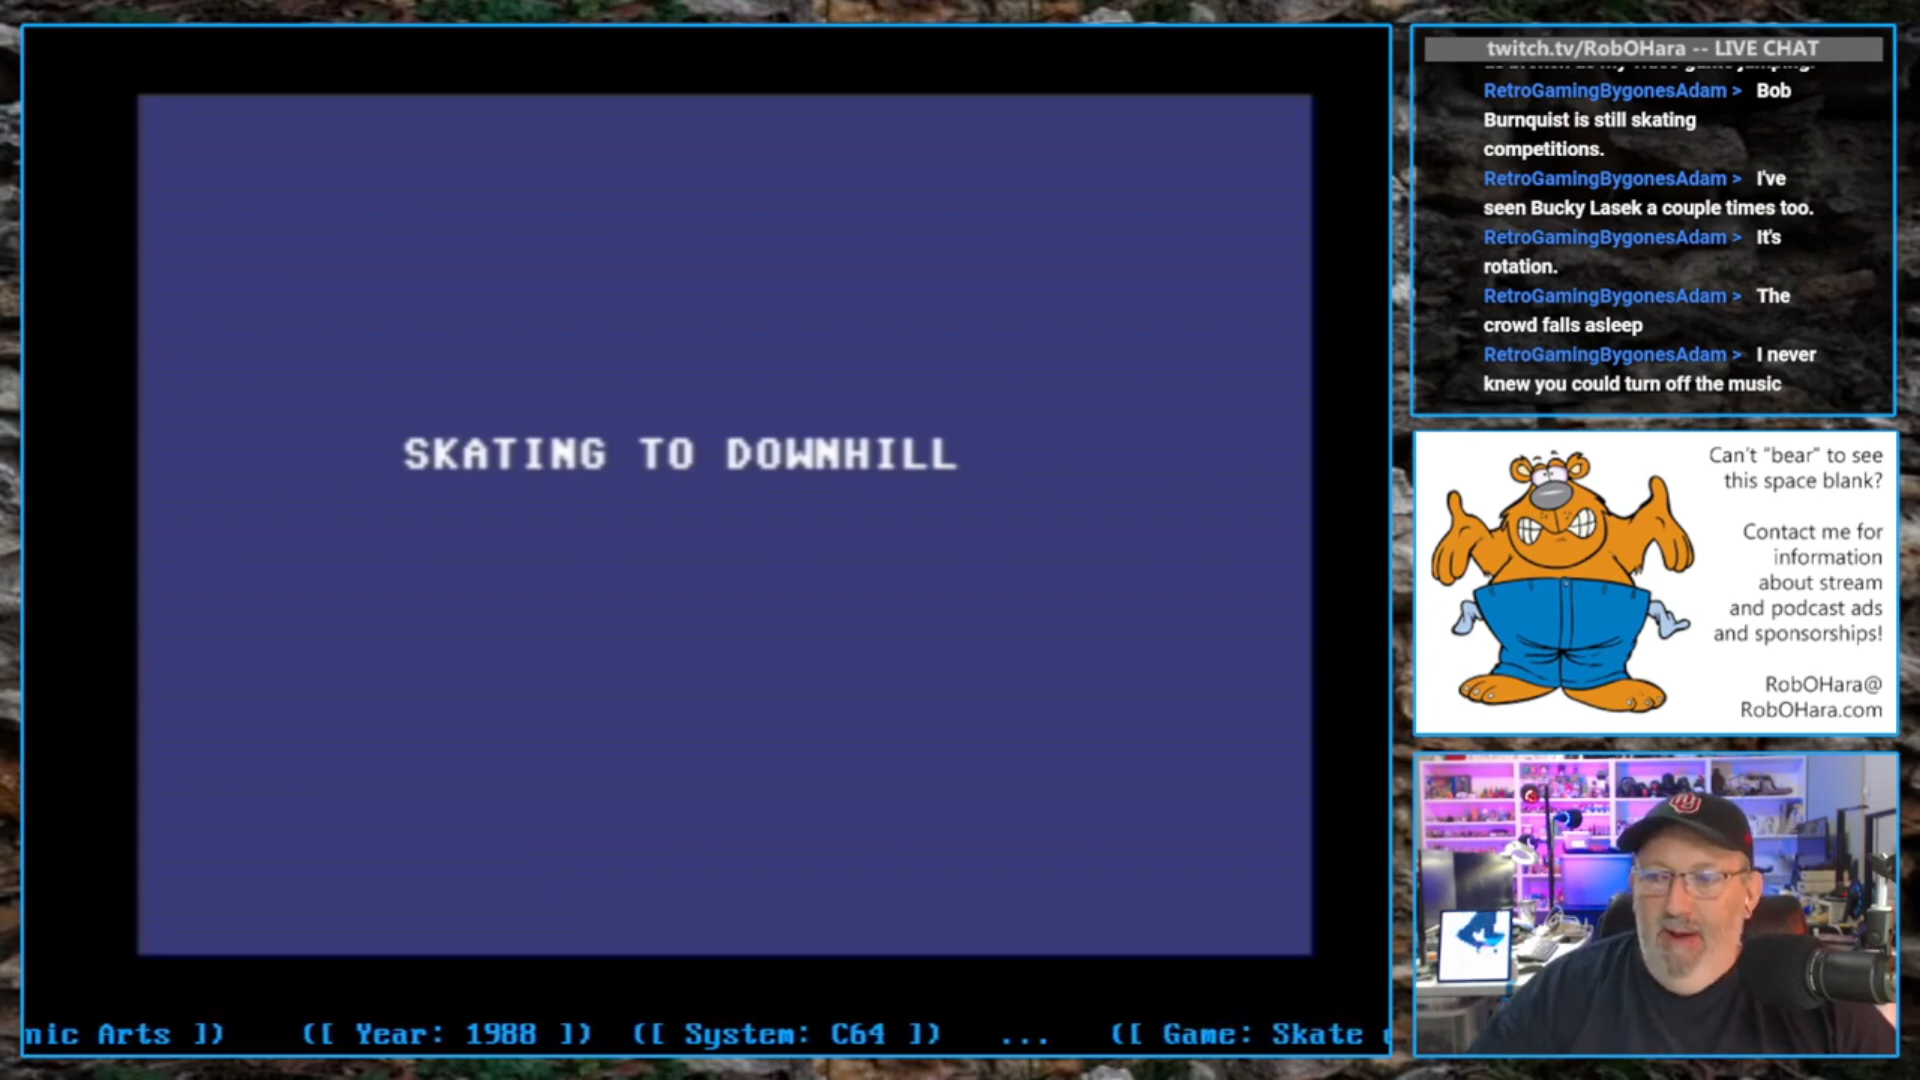 SKATING TO DOWNHILL
nic Arts ])   ([ Year: 1988 ])  ([ System: C64 ])   ...   ([ Game: Skate
twitch.tv/RobOHara -- LIVE CHAT
RetroGamingBygonesAdam > Bob
Burnquist is still skating
competitions.
RetroGamingBygonesAdam > I've
seen Bucky Lasek a couple times too.
RetroGamingBygonesAdam > It's
rotation.
RetroGamingBygonesAdam > The
crowd falls asleep
RetroGamingBygonesAdam > I never
knew you could turn off the music
Can't "bear" to see
this space blank?
Contact me for
information
about stream
and podcast ads
and sponsorships!
RobOHara@
RobOHara.com